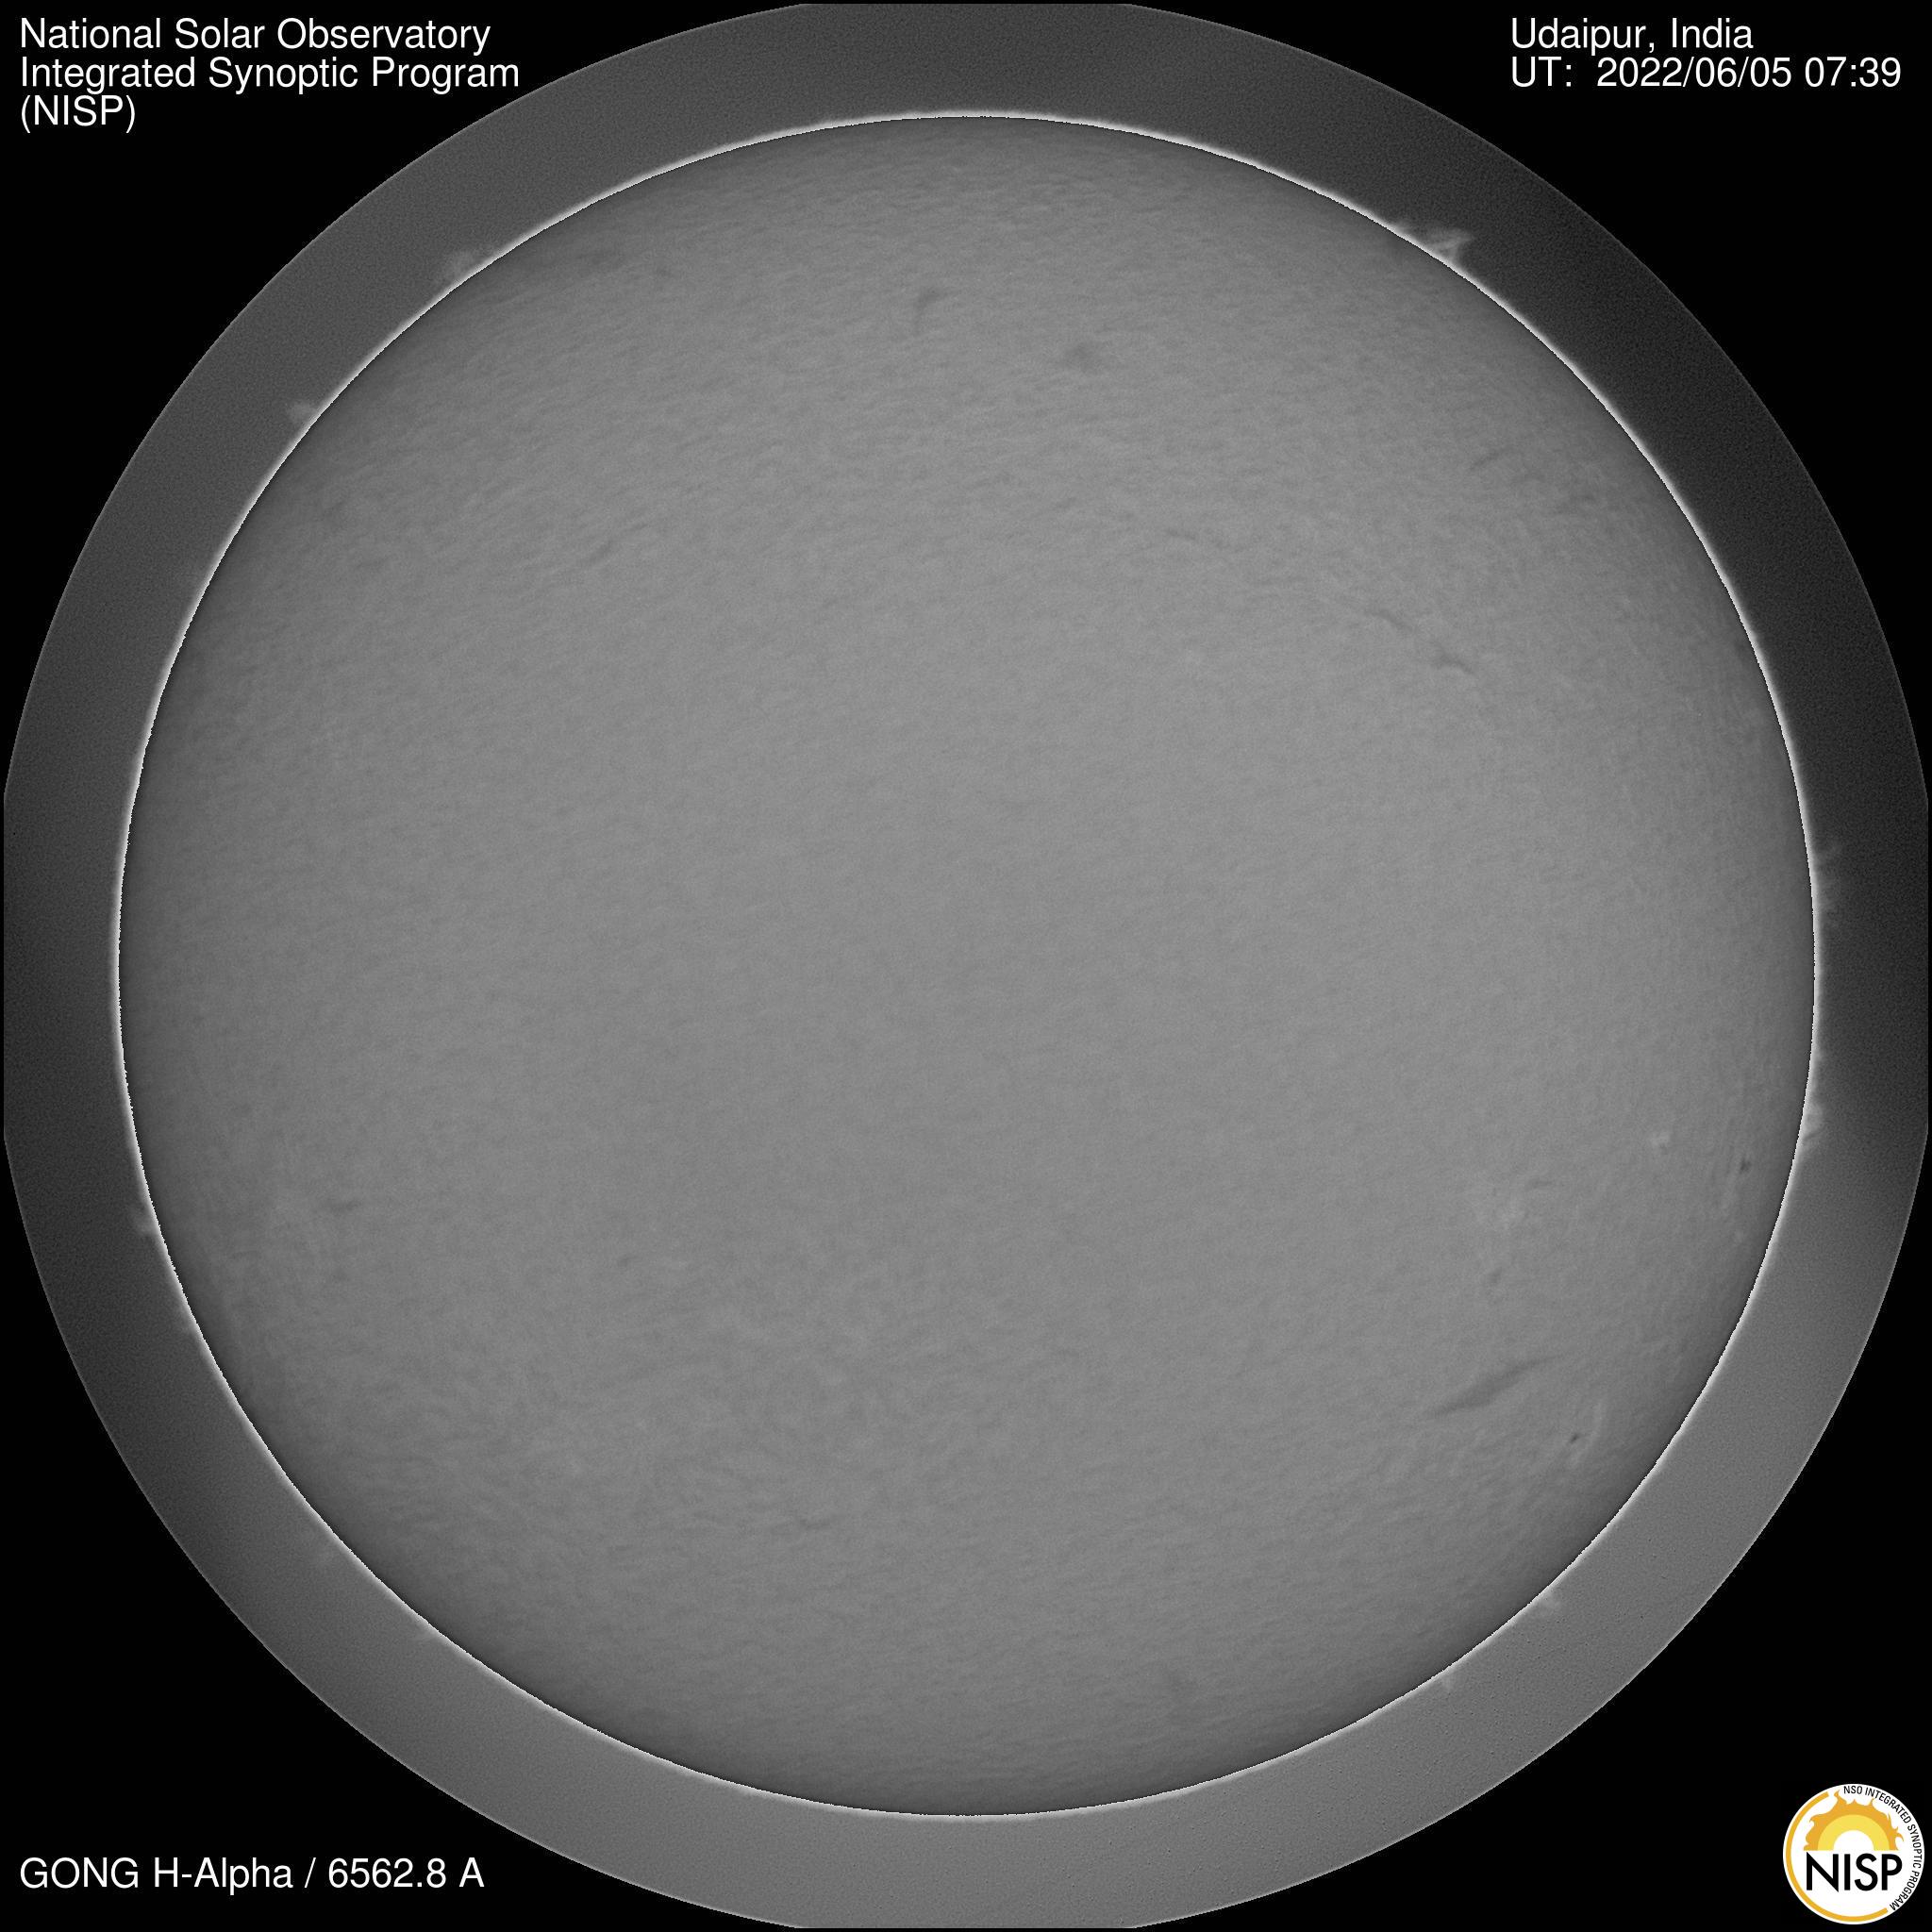 National Solar Observatory
Integrated Synoptic Program
(NISP)
Udaipur, India
UT: 2022/06/05 07:39
GONG H-Alpha / 6562.8 A
NSO INTEGRATED SYNOPTIC PROGRAM
NISP